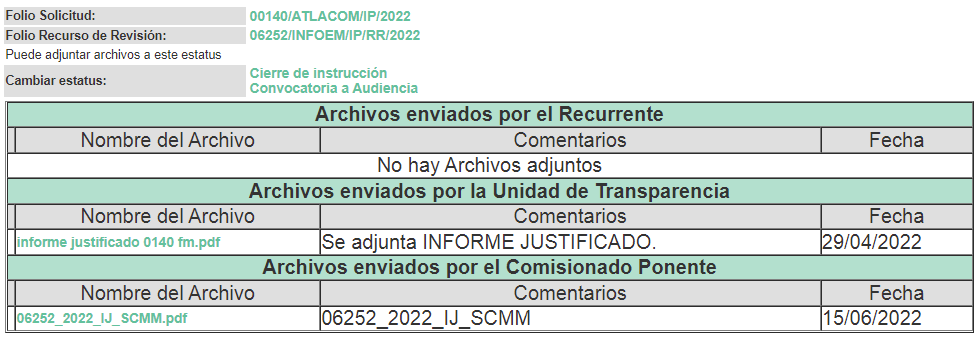 Folio Solicitud: 00140/ATLACOM/IP/2022
Folio Recurso de Revisión: 06252/INFOEM/IP/RR/2022
Puede adjuntar archivos a este estatus
Cambiar estatus: Cierre de instrucción
Convocatoria a Audiencia
Archivos enviados por el Recurrente
Nombre del Archivo Comentarios Fecha
No hay Archivos adjuntos
Archivos enviados por la Unidad de Transparencia
Nombre del Archivo Comentarios Fecha
informe justificado 0140 fm.pdf Se adjunta INFORME JUSTIFICADO. 29/04/2022
Archivos enviados por el Comisionado Ponente
Nombre del Archivo Comentarios Fecha
06252_2022_IJ_SCMM.pdf 06252_2022_IJ_SCMM 15/06/2022